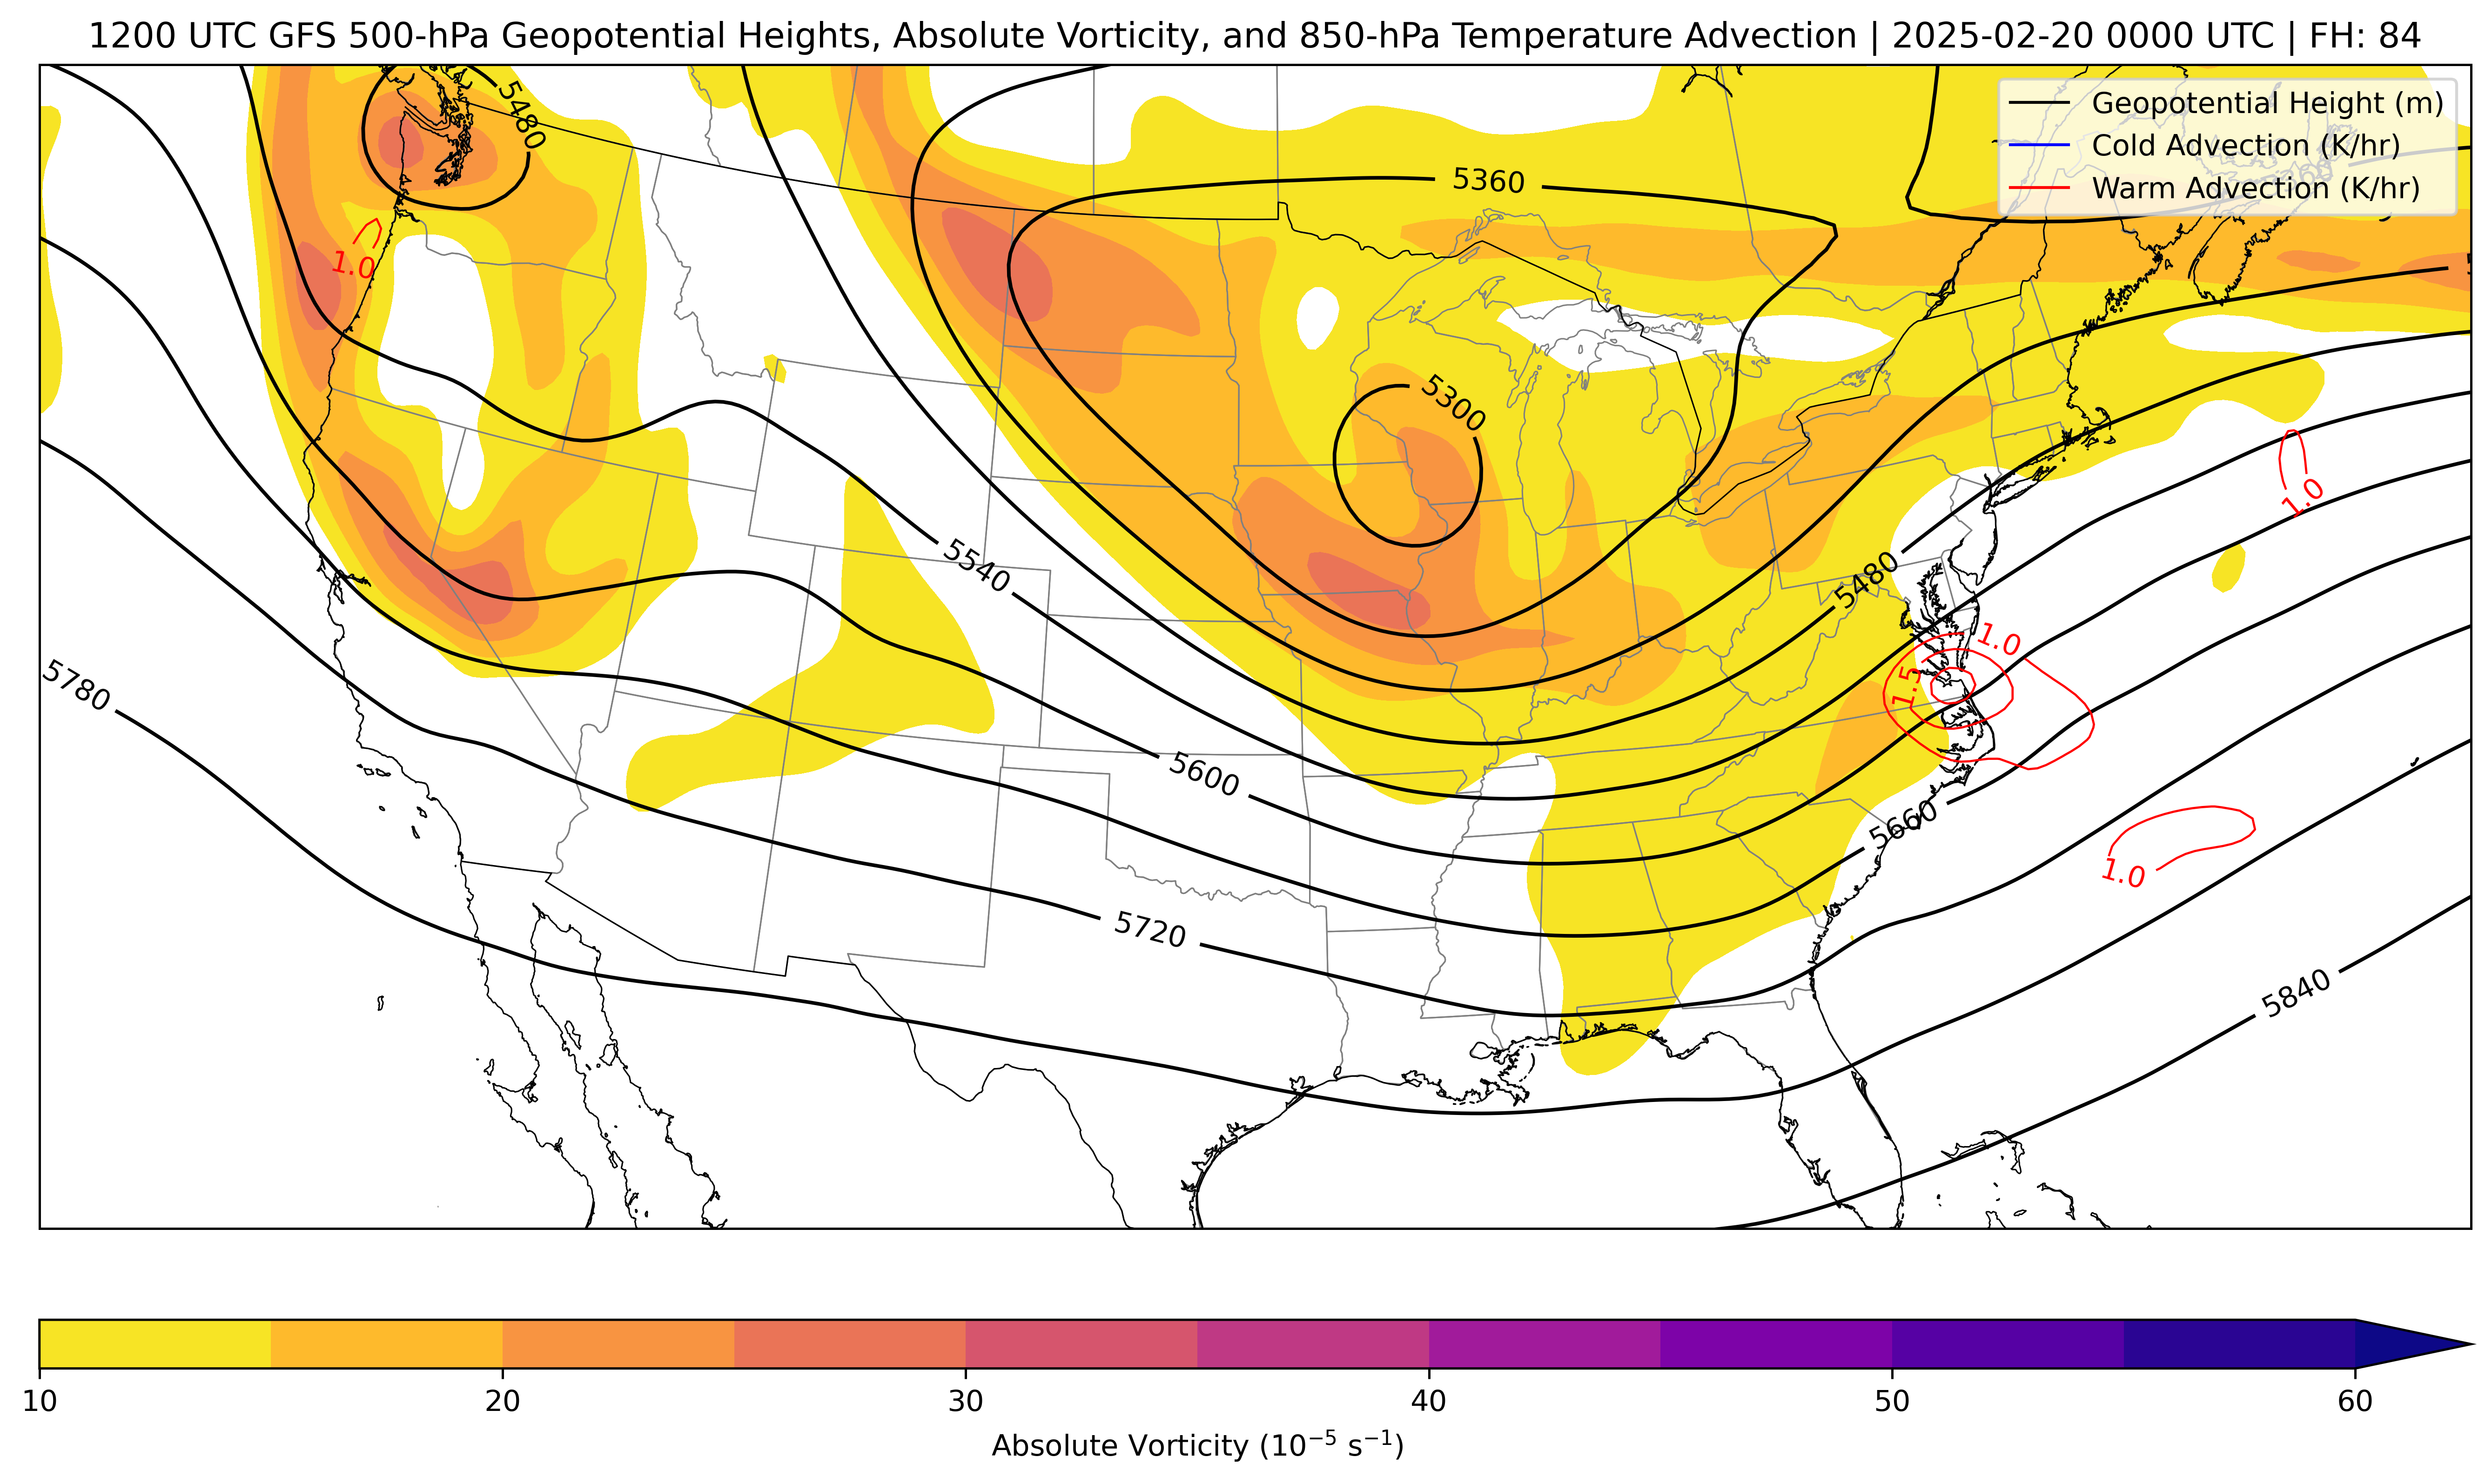 1200 UTC GFS 500-hPa Geopotential Heights, Absolute Vorticity, and 850-hPa Temperature Advection | 2025-02-20 0000 UTC | FH: 84
Geopotential Height (m)
Cold Advection (K/hr)
Warm Advection (K/hr)
5480
5360
1.0
5300
1.0
5540
5480
1.0
1.5
5780
5600
5660
1.0
5720
5840
10 20 30 40 50 60
Absolute Vorticity (10⁻⁵ s⁻¹)